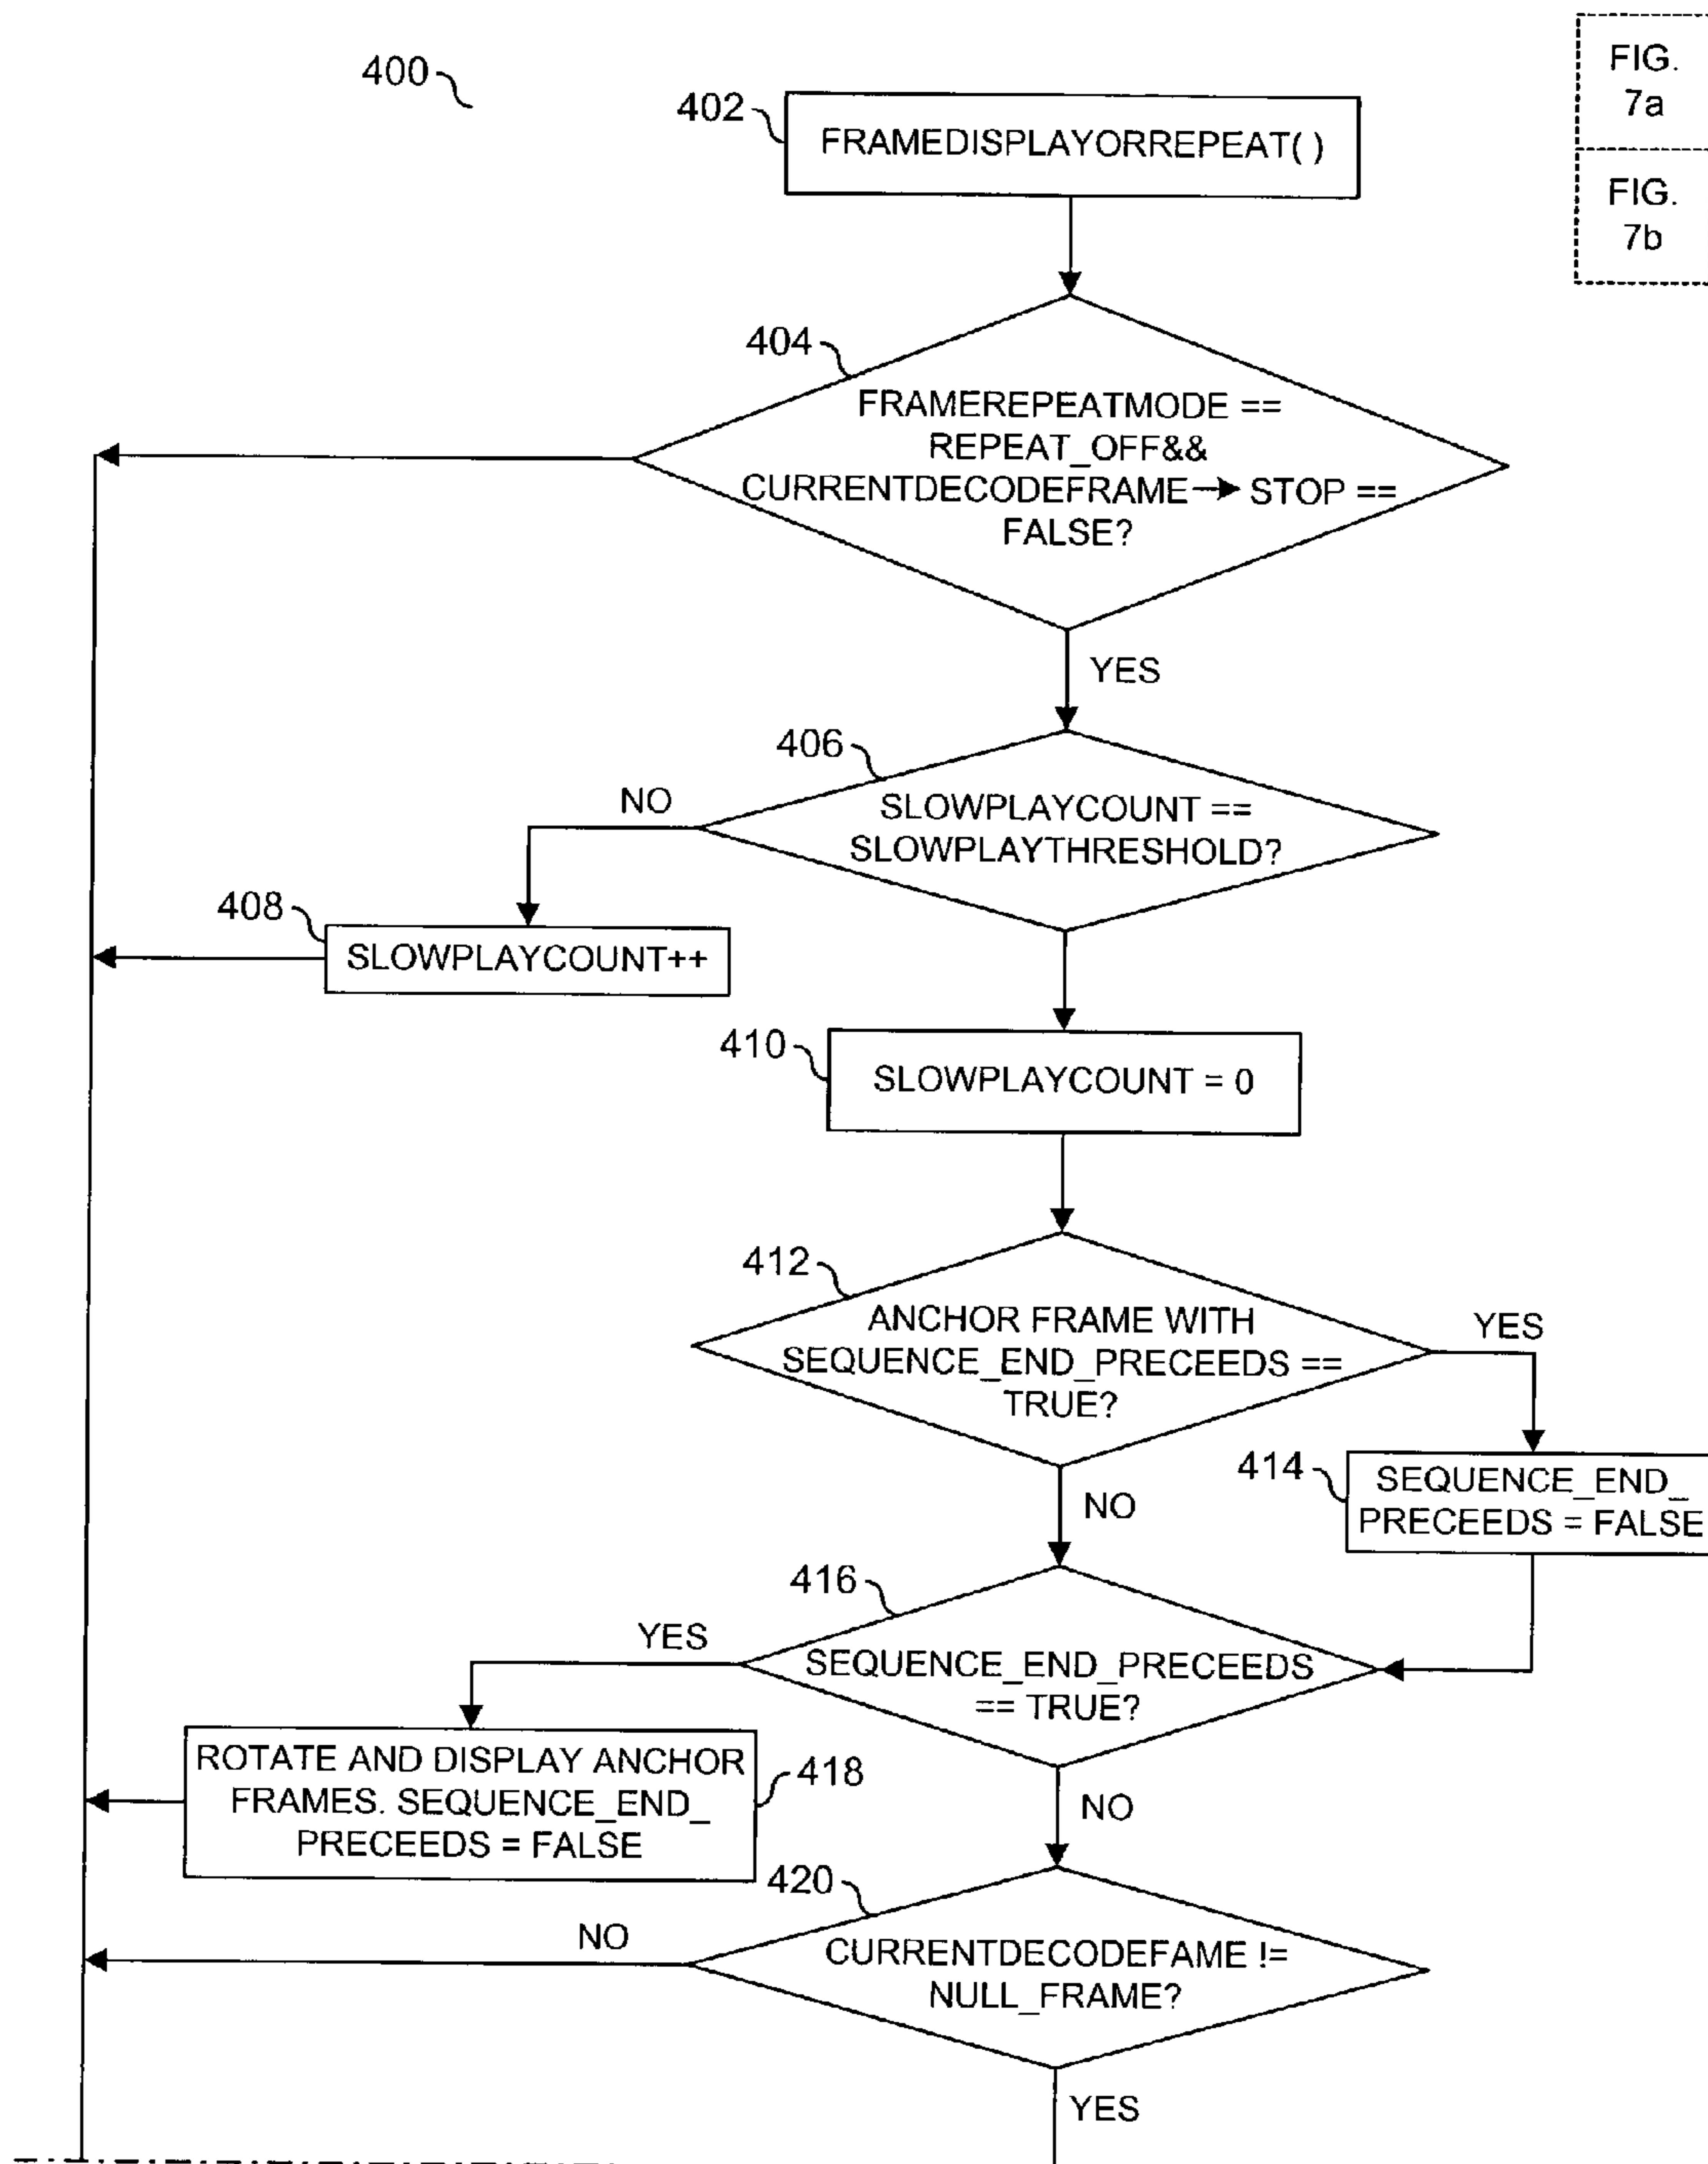 400
FIG.
7a
FIG.
7b
402
FRAMEDISPLAYORREPEAT( )
404
FRAMEREPEATMODE ==
REPEAT_OFF&&
CURRENTDECODEFRAME→ STOP ==
FALSE?
YES
406
SLOWPLAYCOUNT ==
SLOWPLAYTHRESHOLD?
NO
408
SLOWPLAYCOUNT++
410
SLOWPLAYCOUNT = 0
412
ANCHOR FRAME WITH
SEQUENCE_END_PRECEEDS ==
TRUE?
YES
414
SEQUENCE_END_
PRECEEDS = FALSE
NO
416
SEQUENCE_END_PRECEEDS
== TRUE?
YES
ROTATE AND DISPLAY ANCHOR
FRAMES. SEQUENCE_END_
PRECEEDS = FALSE
418
NO
420
CURRENTDECODEFAME !=
NULL_FRAME?
NO
YES